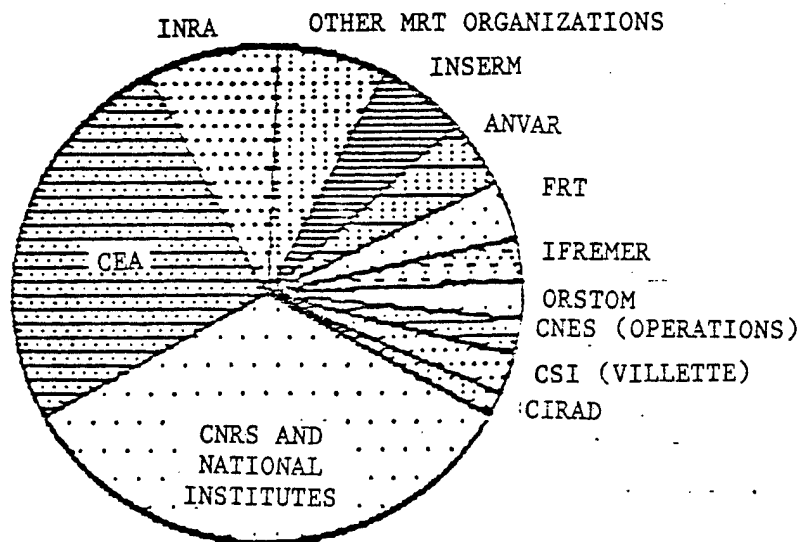 INRA
OTHER MRT ORGANIZATIONS
INSERM
ANVAR
FRT
IFREMER
ORSTOM
CNES (OPERATIONS)
CSI (VILLETTE)
CIRAD
CEA
CNRS AND
NATIONAL
INSTITUTES